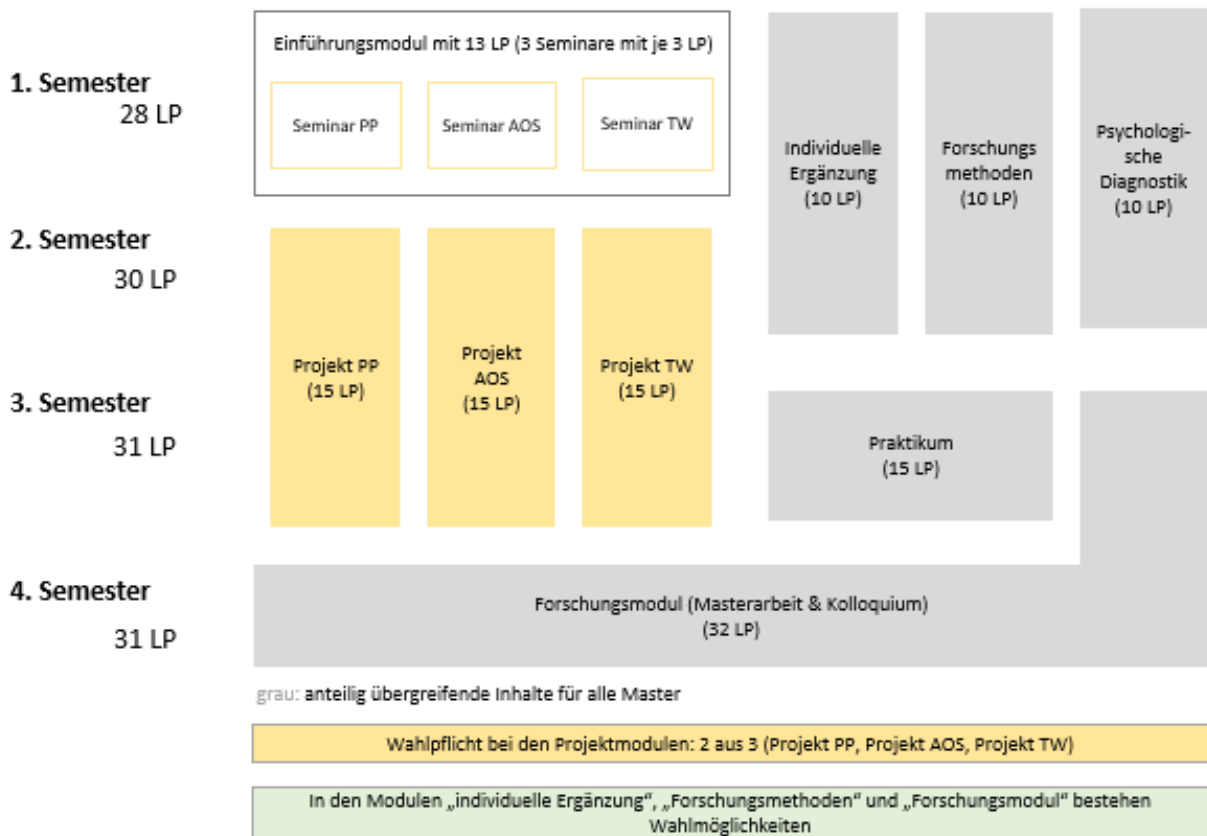 Einführungsmodul mit 13 LP (3 Seminare mit je 3 LP)
1. Semester
28 LP
Seminar PP
Seminar AOS
Seminar TW
Individuelle
Ergänzung
(10 LP)
Forschungs
methoden
(10 LP)
Psychologi-
sche
Diagnostik
(10 LP)
2. Semester
30 LP
Projekt PP
(15 LP)
Projekt
AOS
(15 LP)
Projekt TW
(15 LP)
3. Semester
31 LP
Praktikum
(15 LP)
4. Semester
31 LP
Forschungsmodul (Masterarbeit & Kolloquium)
(32 LP)
grau: anteilig übergreifende Inhalte für alle Master
Wahlpflicht bei den Projektmodulen: 2 aus 3 (Projekt PP, Projekt AOS, Projekt TW)
In den Modulen „individuelle Ergänzung“, „Forschungsmethoden“ und „Forschungsmodul“ bestehen
Wahlmöglichkeiten